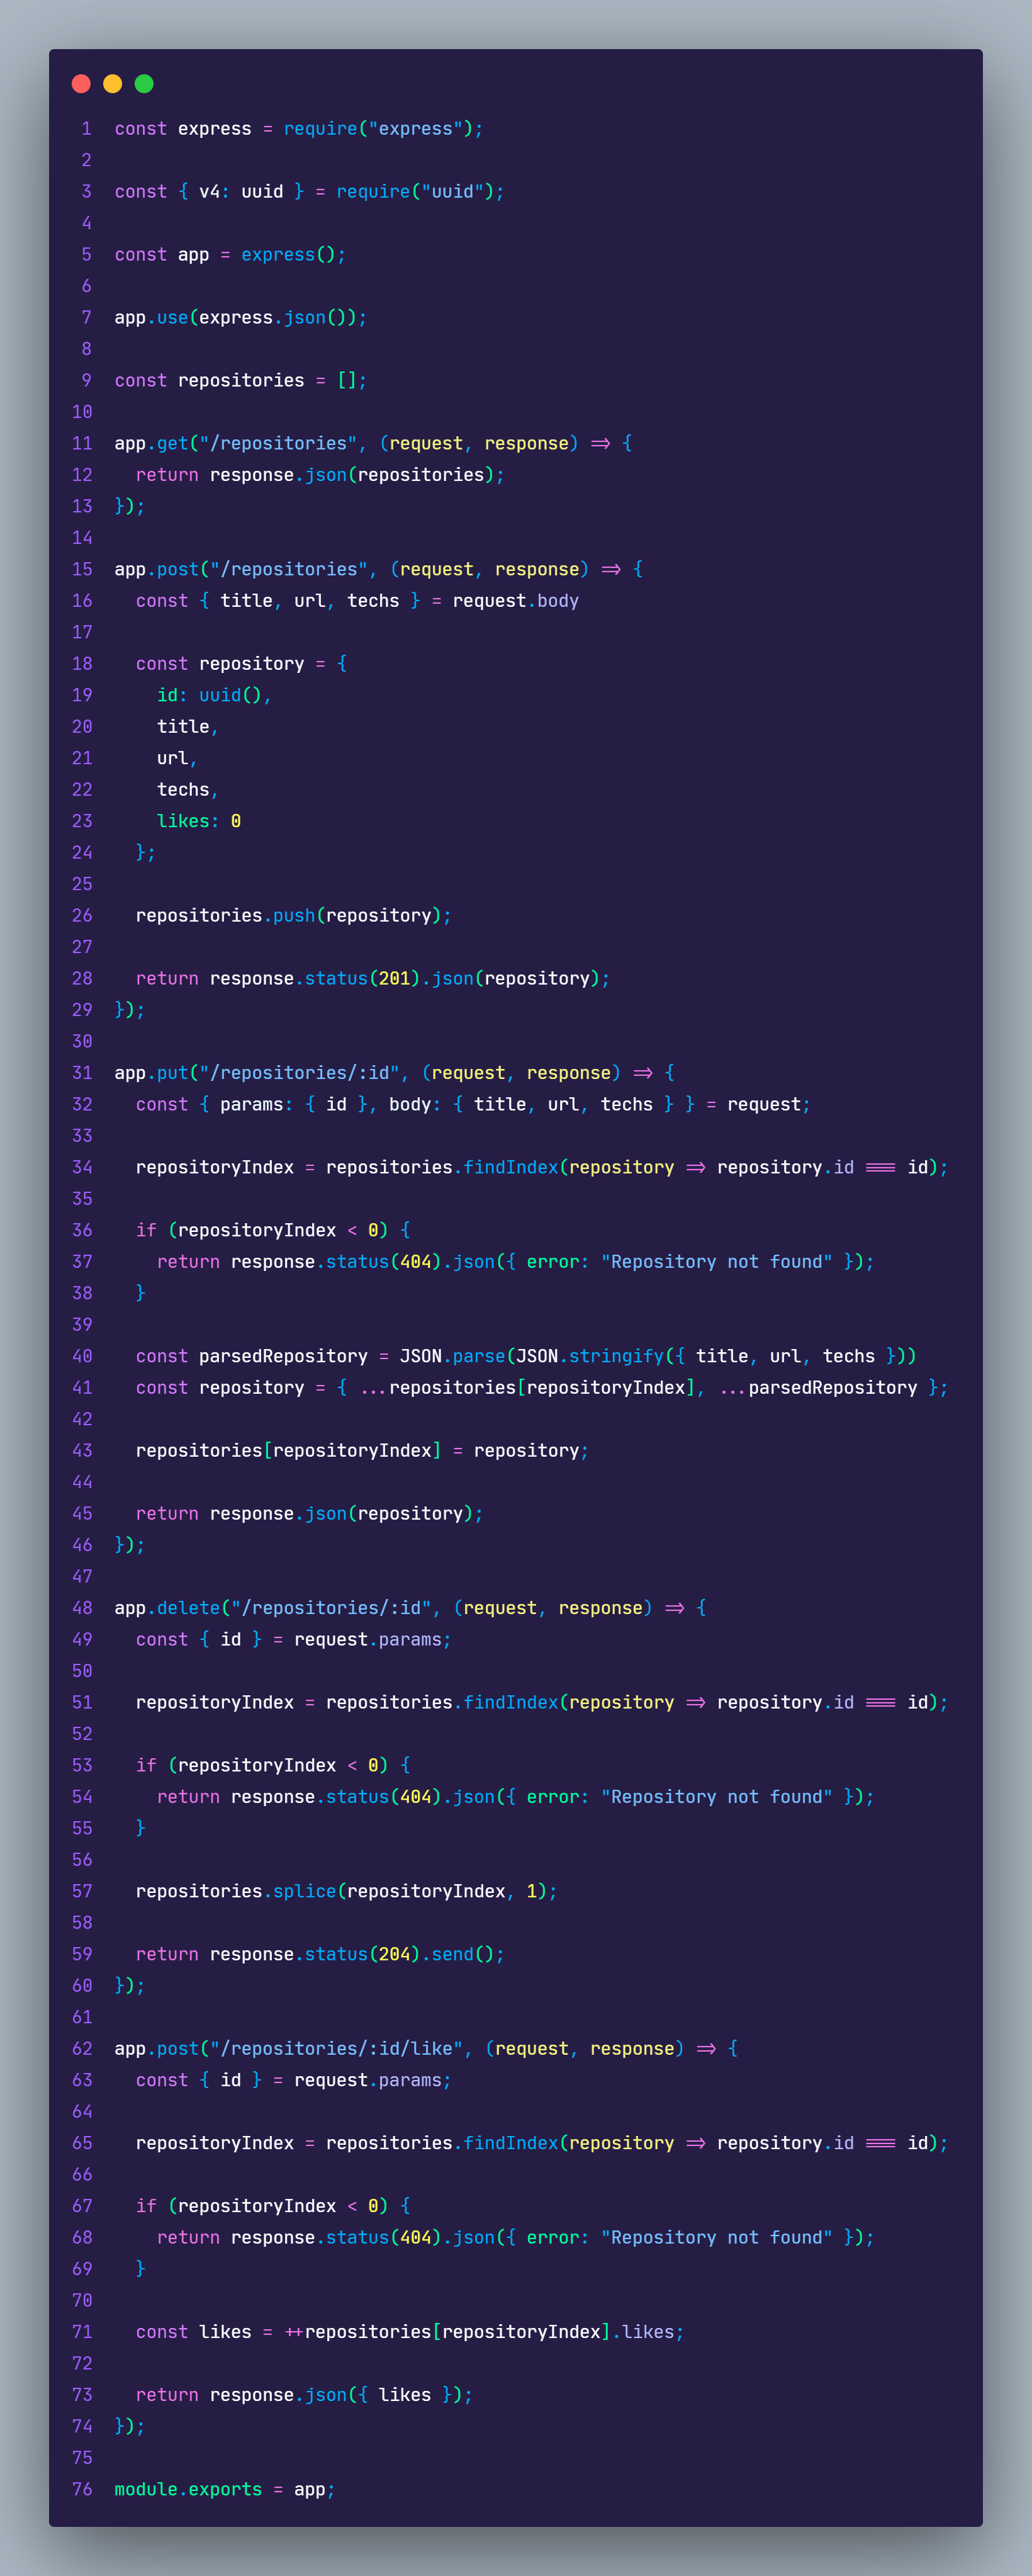 1 const express = require("express");
2
3 const { v4: uuid } = require("uuid");
4
5 const app = express();
6
7 app.use(express.json());
8
9 const repositories = [];
10
11 app.get("/repositories", (request, response) => {
12   return response.json(repositories);
13 });
14
15 app.post("/repositories", (request, response) => {
16   const { title, url, techs } = request.body
17
18   const repository = {
19     id: uuid(),
20     title,
21     url,
22     techs,
23     likes: 0
24   };
25
26   repositories.push(repository);
27
28   return response.status(201).json(repository);
29 });
30
31 app.put("/repositories/:id", (request, response) => {
32   const { params: { id }, body: { title, url, techs } } = request;
33
34   repositoryIndex = repositories.findIndex(repository => repository.id === id);
35
36   if (repositoryIndex < 0) {
37     return response.status(404).json({ error: "Repository not found" });
38   }
39
40   const parsedRepository = JSON.parse(JSON.stringify({ title, url, techs }))
41   const repository = { ...repositories[repositoryIndex], ...parsedRepository };
42
43   repositories[repositoryIndex] = repository;
44
45   return response.json(repository);
46 });
47
48 app.delete("/repositories/:id", (request, response) => {
49   const { id } = request.params;
50
51   repositoryIndex = repositories.findIndex(repository => repository.id === id);
52
53   if (repositoryIndex < 0) {
54     return response.status(404).json({ error: "Repository not found" });
55   }
56
57   repositories.splice(repositoryIndex, 1);
58
59   return response.status(204).send();
60 });
61
62 app.post("/repositories/:id/like", (request, response) => {
63   const { id } = request.params;
64
65   repositoryIndex = repositories.findIndex(repository => repository.id === id);
66
67   if (repositoryIndex < 0) {
68     return response.status(404).json({ error: "Repository not found" });
69   }
70
71   const likes = ++repositories[repositoryIndex].likes;
72
73   return response.json({ likes });
74 });
75
76 module.exports = app;